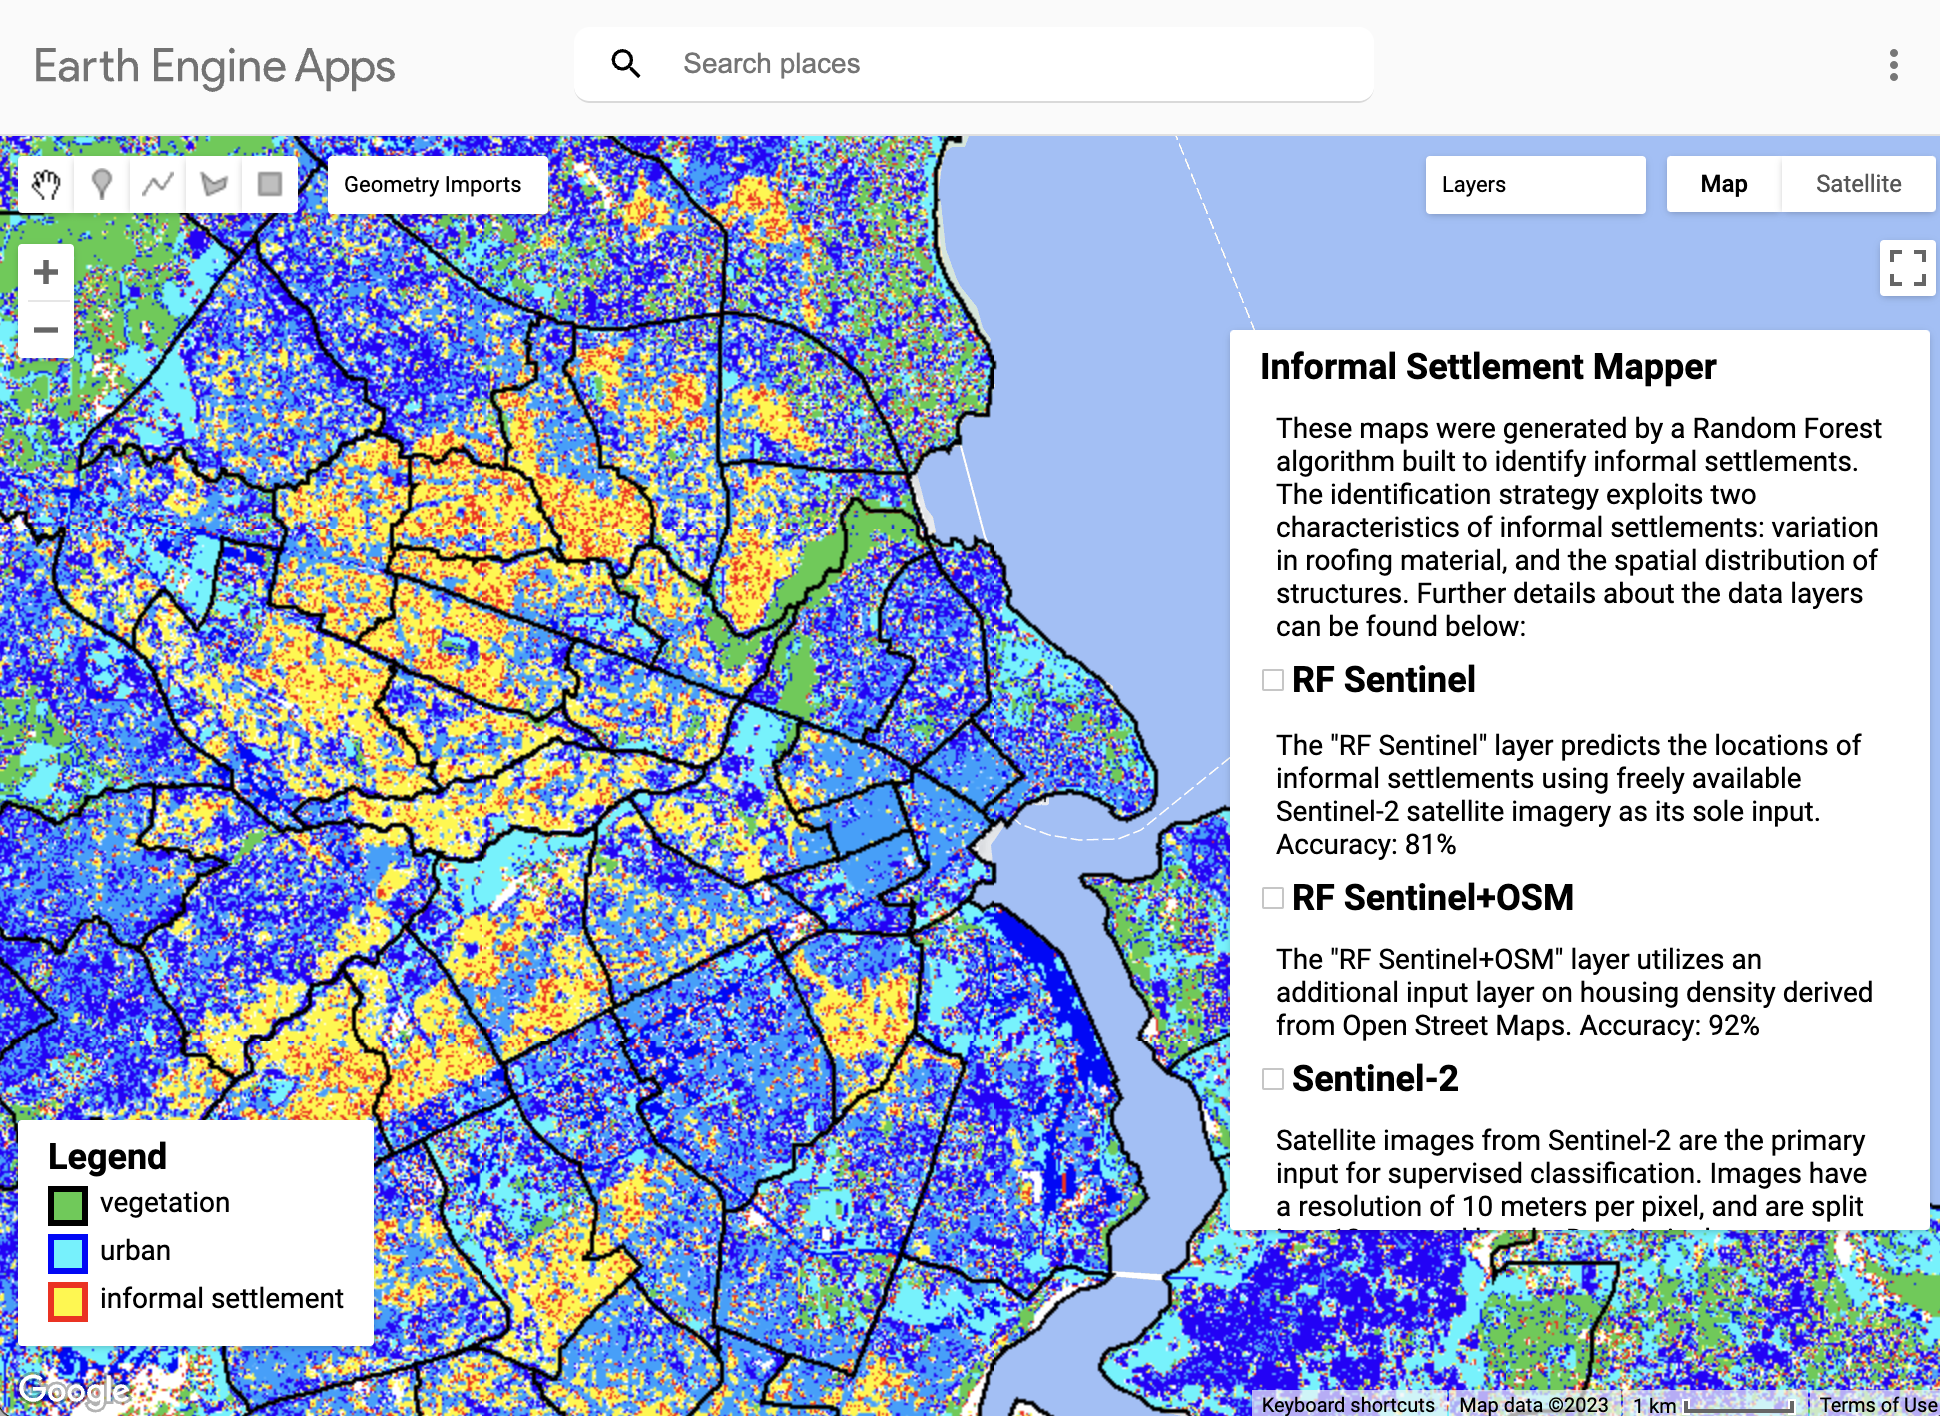 Earth Engine Apps
Search places
Geometry Imports
Layers
Map
Satellite
+
−
Informal Settlement Mapper
These maps were generated by a Random Forest
algorithm built to identify informal settlements.
The identification strategy exploits two
characteristics of informal settlements: variation
in roofing material, and the spatial distribution of
structures. Further details about the data layers
can be found below:
RF Sentinel
The "RF Sentinel" layer predicts the locations of
informal settlements using freely available
Sentinel-2 satellite imagery as its sole input.
Accuracy: 81%
RF Sentinel+OSM
The "RF Sentinel+OSM" layer utilizes an
additional input layer on housing density derived
from Open Street Maps. Accuracy: 92%
Sentinel-2
Satellite images from Sentinel-2 are the primary
input for supervised classification. Images have
a resolution of 10 meters per pixel, and are split
Legend
vegetation
urban
informal settlement
Google
Keyboard shortcuts
Map data ©2023
1 km
Terms of Use